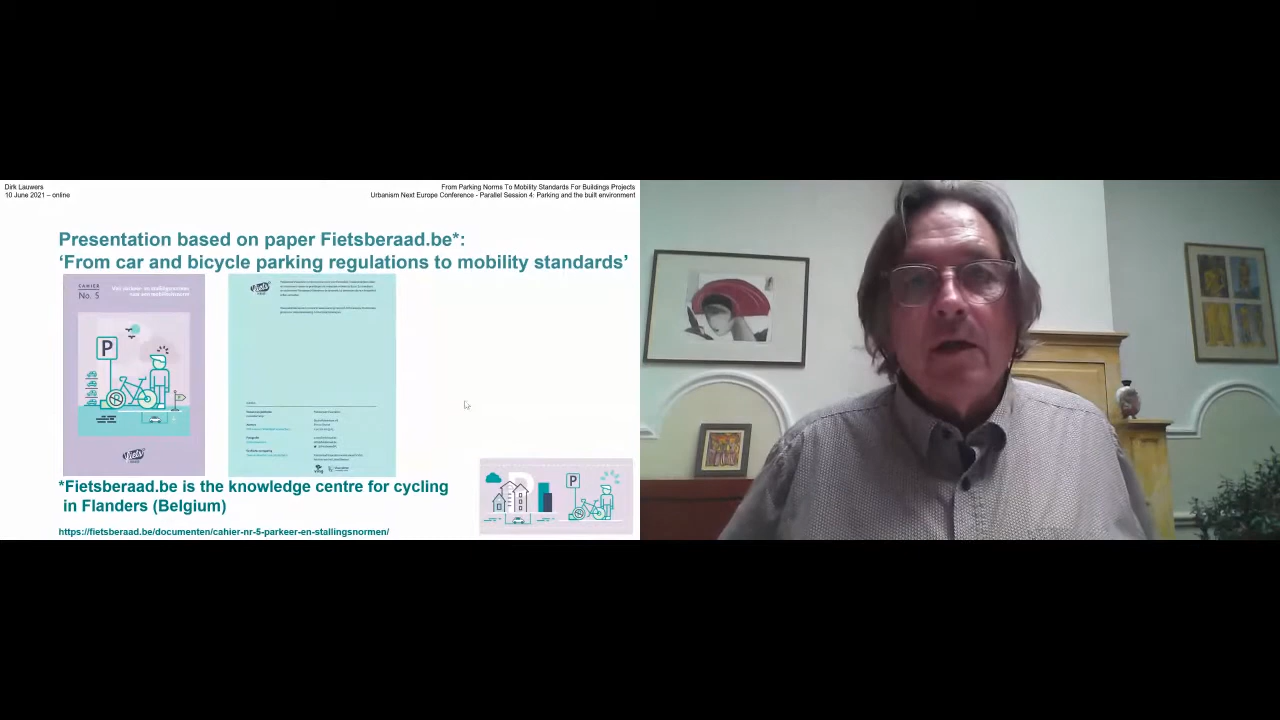 Dirk Lauwers
10 June 2021 – online
From Parking Norms To Mobility Standards For Buildings Projects
Urbanism Next Europe Conference - Parallel Session 4: Parking and the built environment
Presentation based on paper Fietsberaad.be*:
‘From car and bicycle parking regulations to mobility standards’
CAHIER
No. 5
P
Fiets
Fiets
P
*Fietsberaad.be is the knowledge centre for cycling
in Flanders (Belgium)
https://fietsberaad.be/documenten/cahier-nr-5-parkeer-en-stallingsnormen/